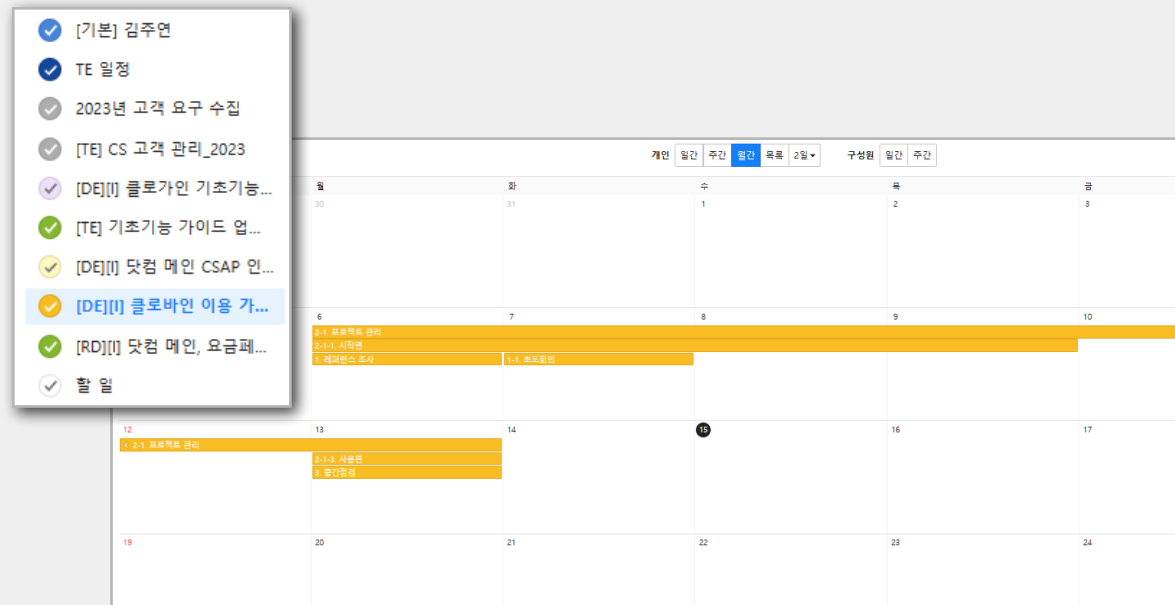 [기본] 김주연
TE 일정
2023년 고객 요구 수집
[TE] CS 고객 관리_2023
[DE][I] 클로가인 기초기능...
[TE] 기초기능 가이드 업...
[DE][I] 닷컴 메인 CSAP 인...
[DE][I] 클로바인 이용 가...
[RD][I] 닷컴 메인, 요금페...
할 일
개인 일간 주간 월간 목록 2일 구성원 일간 주간
월 화 수 목 금
30 31 1 2 3
6 7 8 9 10
2-1. 프로젝트 관리
2-1-1. 시작편
1. 레퍼런스 조사 1-1. 초도회의
12 13 14 15 16 17
2-1. 프로젝트 관리
2-1-3. 사용편
3. 중간점검
19 20 21 22 23 24